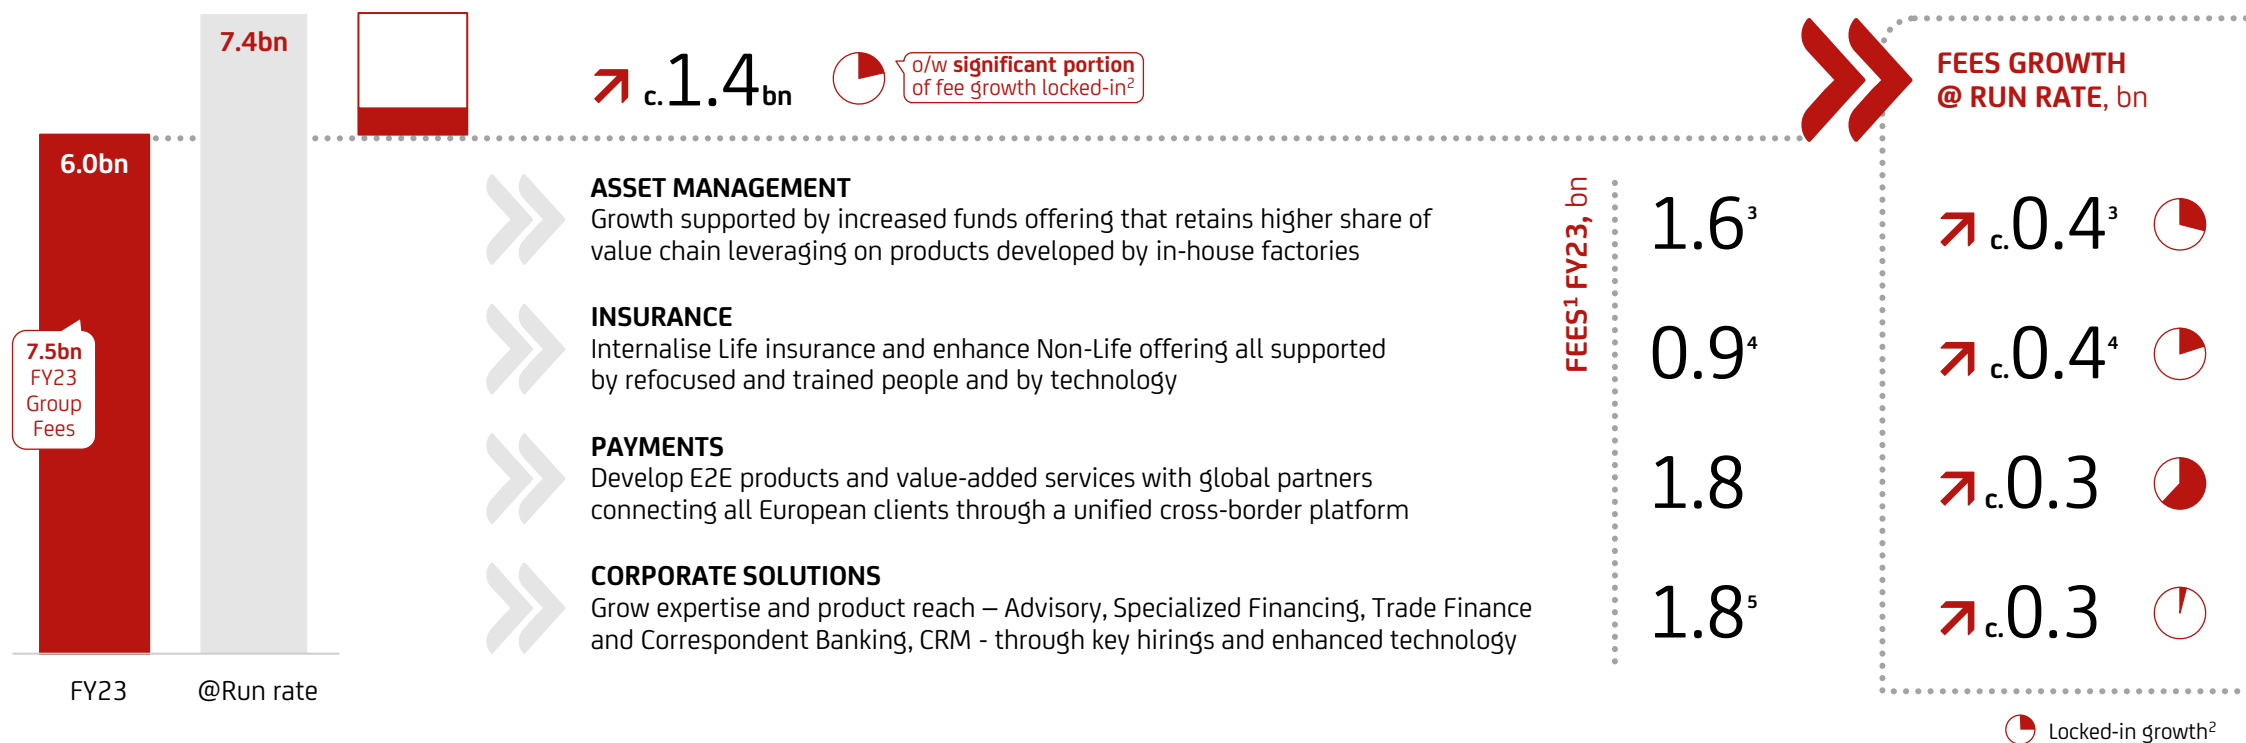 7.4bn
6.0bn
7.5bn
FY23
Group
Fees
FY23
@Run rate
c.1.4bn
o/w significant portion
of fee growth locked-in²
FEES GROWTH
@ RUN RATE, bn
FEES¹ FY23, bn
ASSET MANAGEMENT
Growth supported by increased funds offering that retains higher share of
value chain leveraging on products developed by in-house factories
1.6³
c.0.4³
INSURANCE
Internalise Life insurance and enhance Non-Life offering all supported
by refocused and trained people and by technology
0.9⁴
c.0.4⁴
PAYMENTS
Develop E2E products and value-added services with global partners
connecting all European clients through a unified cross-border platform
1.8
c.0.3
CORPORATE SOLUTIONS
Grow expertise and product reach – Advisory, Specialized Financing, Trade Finance
and Correspondent Banking, CRM - through key hirings and enhanced technology
1.8⁵
c.0.3
Locked-in growth²